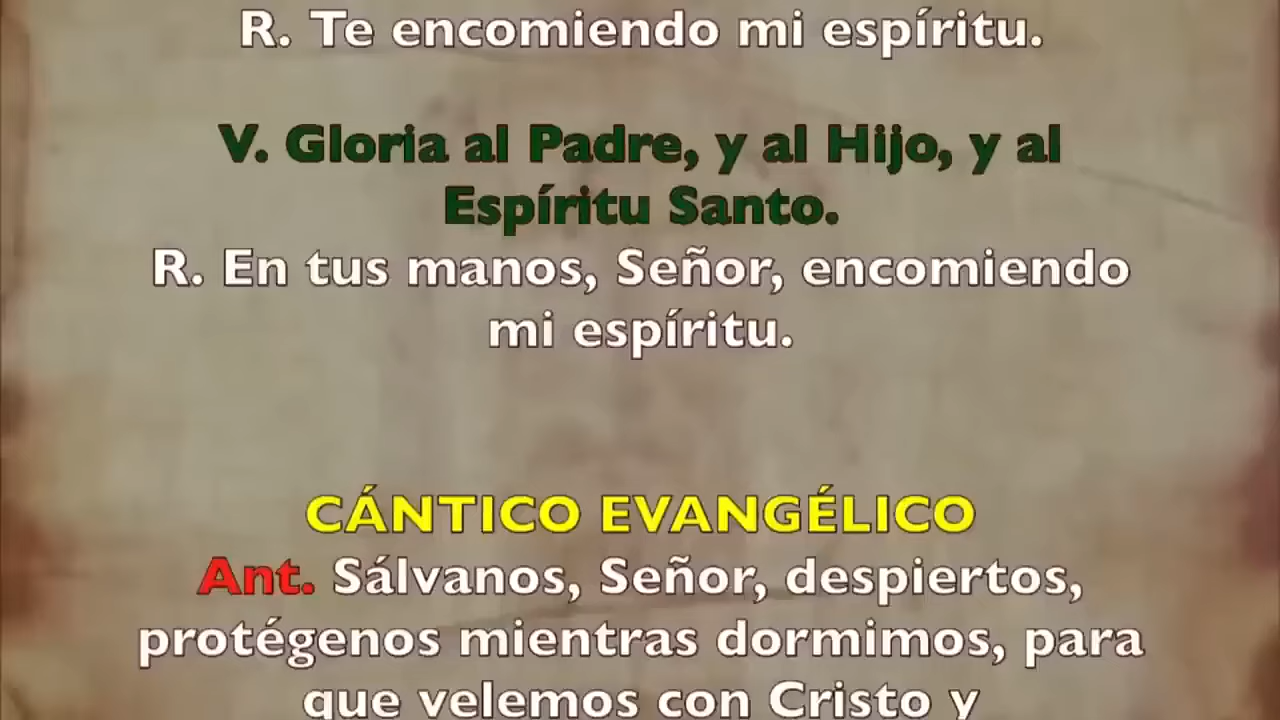 R. Te encomiendo mi espíritu.
V. Gloria al Padre, y al Hijo, y al
Espíritu Santo.
R. En tus manos, Señor, encomiendo
mi espíritu.
CÁNTICO EVANGÉLICO
Ant. Sálvanos, Señor, despiertos,
protégenos mientras dormimos, para
que velemos con Cristo y